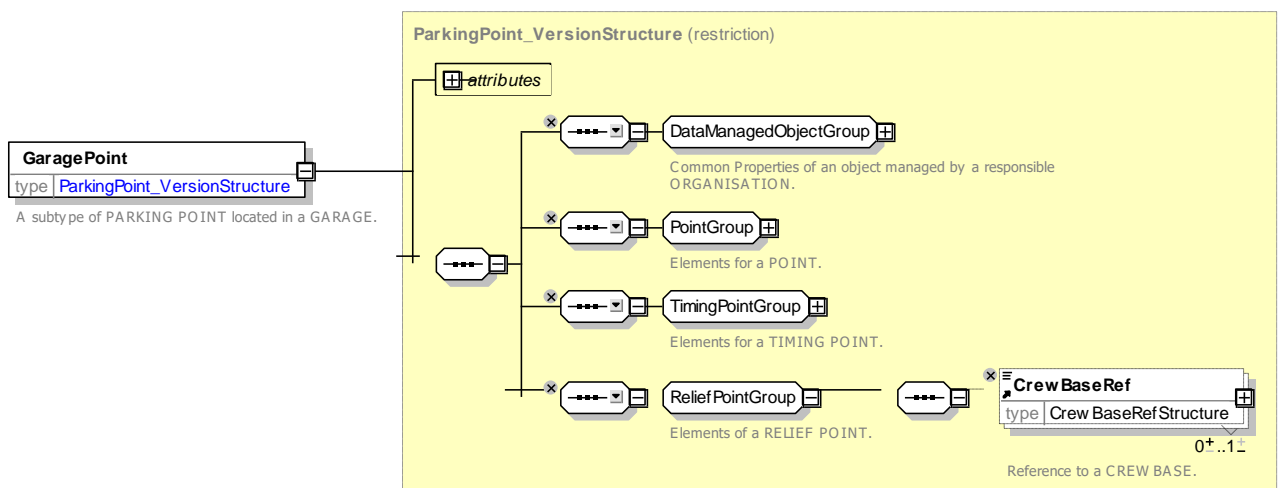 ParkingPoint_VersionStructure (restriction)
attributes
GaragePoint
type ParkingPoint_VersionStructure
A subtype of PARKING POINT located in a GARAGE.
DataManagedObjectGroup
Common Properties of an object managed by a responsible
ORGANISATION.
PointGroup
Elements for a POINT.
TimingPointGroup
Elements for a TIMING POINT.
ReliefPointGroup
Elements of a RELIEF POINT.
CrewBaseRef
type CrewBaseRefStructure
0±..1±
Reference to a CREW BASE.